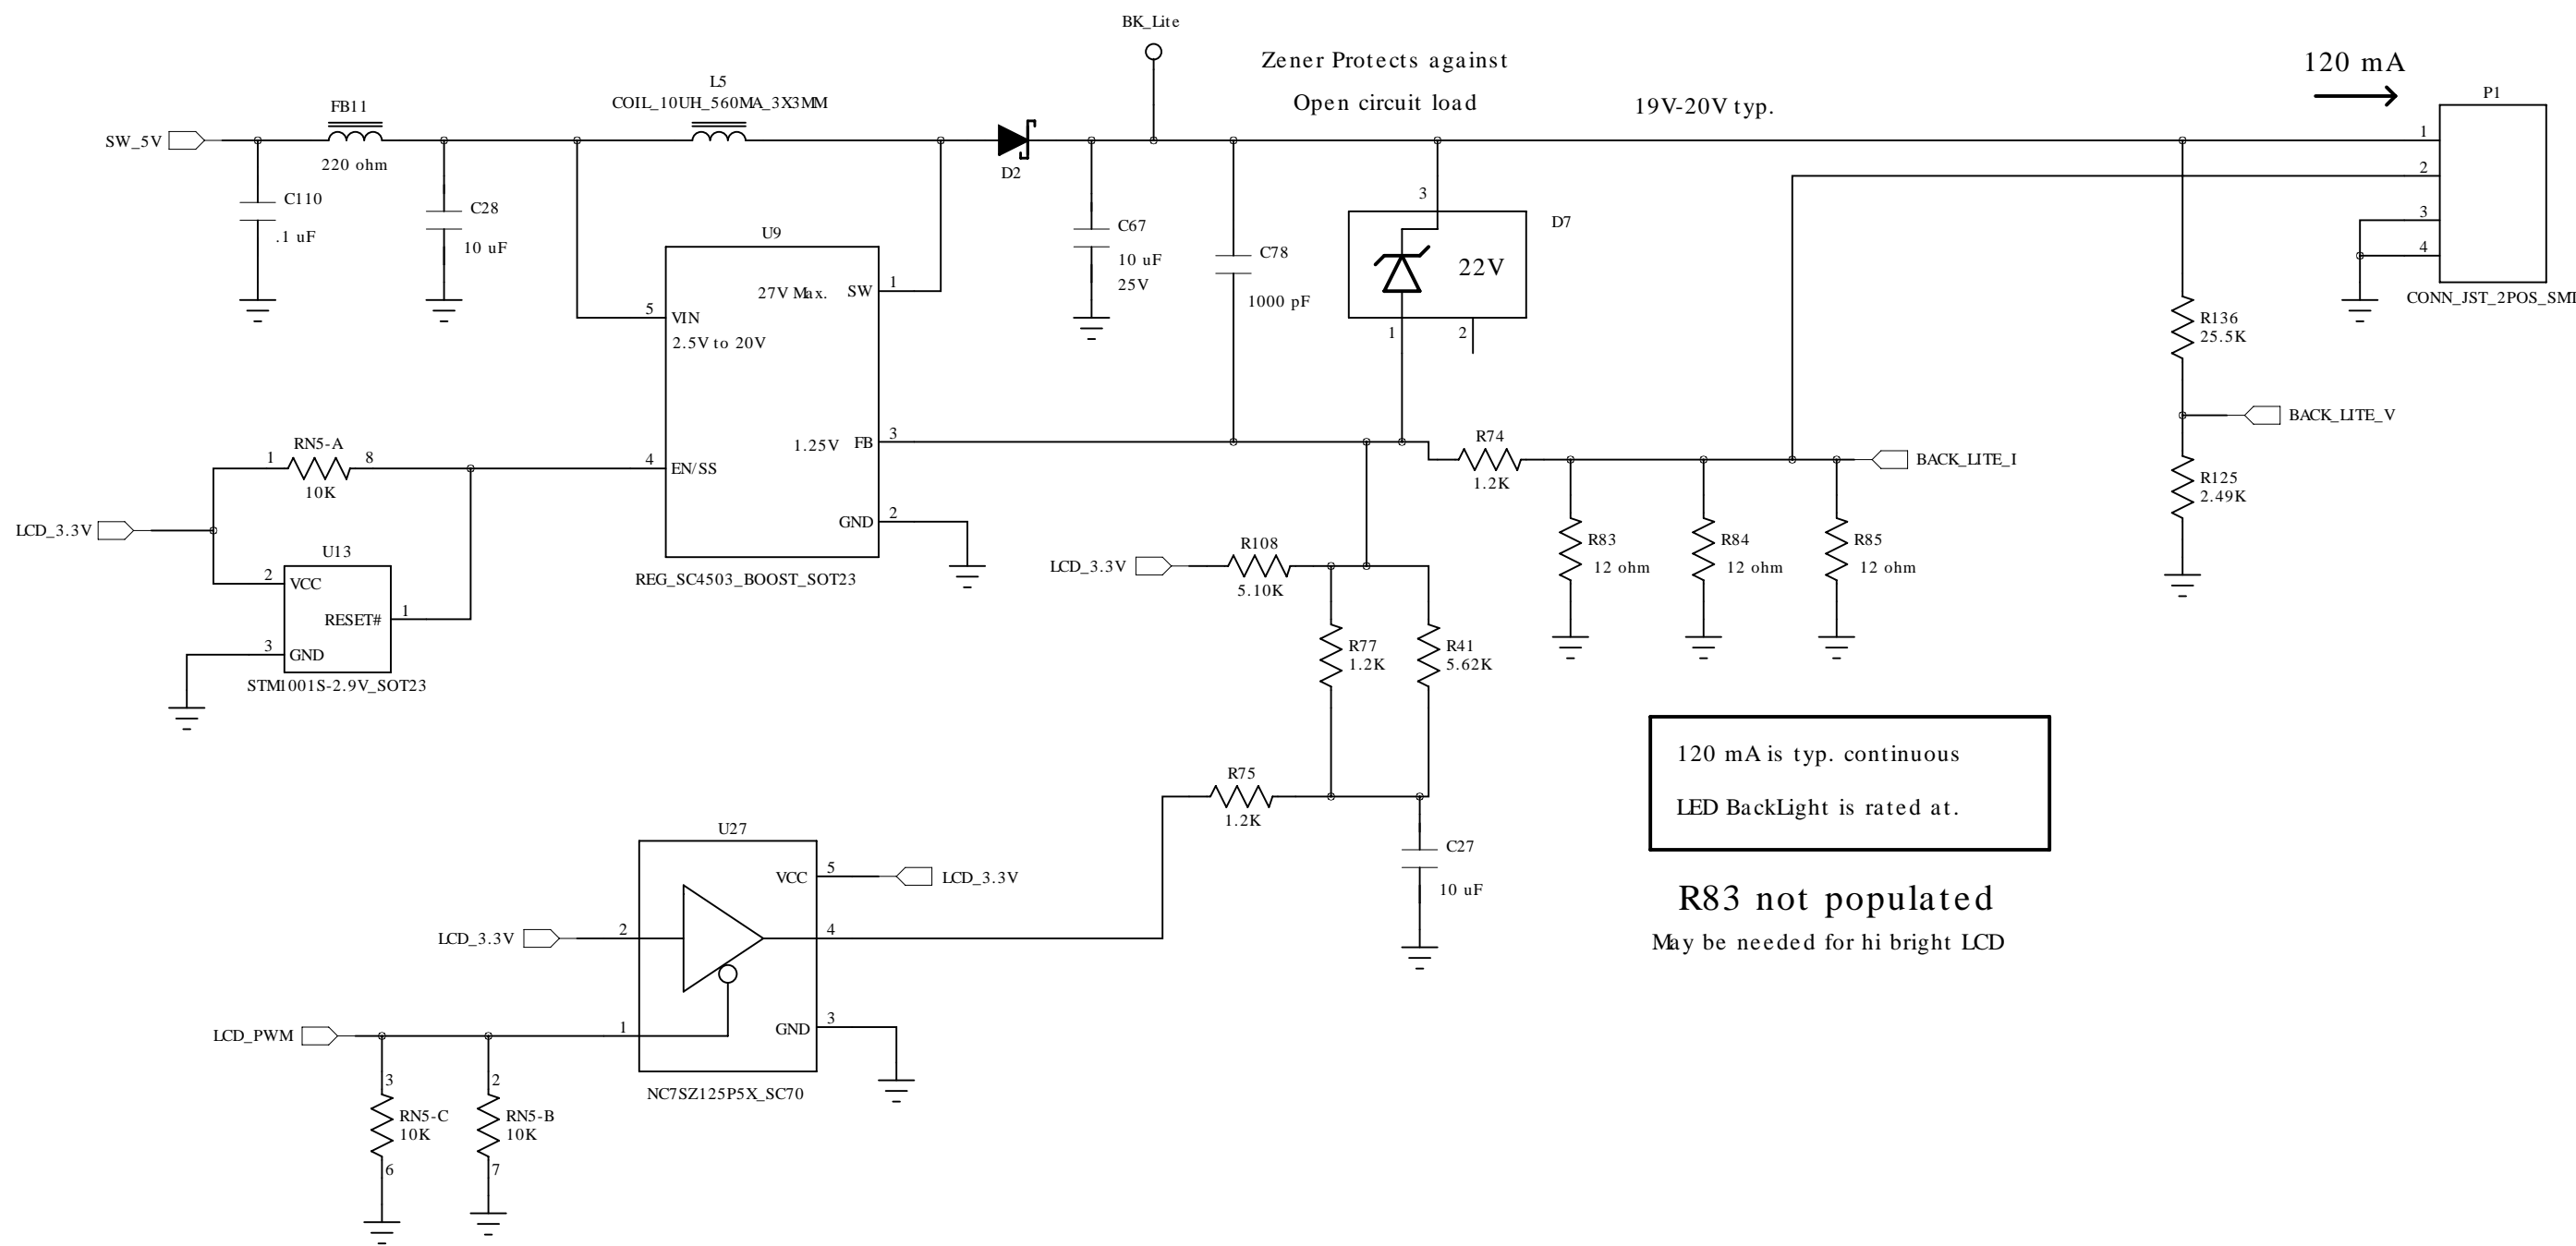 BK_Lite
Zener Protects against
Open circuit load
19V-20V typ.
120 mA
P1
L5
COIL_10UH_560MA_3X3MM
FB11
220 ohm
SW_5V
D2
1
2
3
4
CONN_JST_2POS_SM
C110
.1 uF
C28
10 uF
U9
27V Max.
SW
1
5
VIN
2.5V to 20V
1.25V
FB
3
4
EN/SS
GND
2
REG_SC4503_BOOST_SOT23
C67
10 uF
25V
C78
1000 pF
3
D7
22V
1
2
R136
25.5K
BACK_LITE_V
R125
2.49K
RN5-A
1
8
10K
LCD_3.3V
U13
2
VCC
RESET#
1
3
GND
STM1001S-2.9V_SOT23
R74
1.2K
BACK_LITE_I
R83
12 ohm
R84
12 ohm
R85
12 ohm
LCD_3.3V
R108
5.10K
R77
1.2K
R41
5.62K
R75
1.2K
C27
10 uF
120 mA is typ. continuous
LED BackLight is rated at.
R83 not populated
May be needed for hi bright LCD
U27
VCC
5
LCD_3.3V
LCD_3.3V
2
4
LCD_PWM
1
GND
3
NC7SZ125P5X_SC70
3
RN5-C
10K
6
2
RN5-B
10K
7